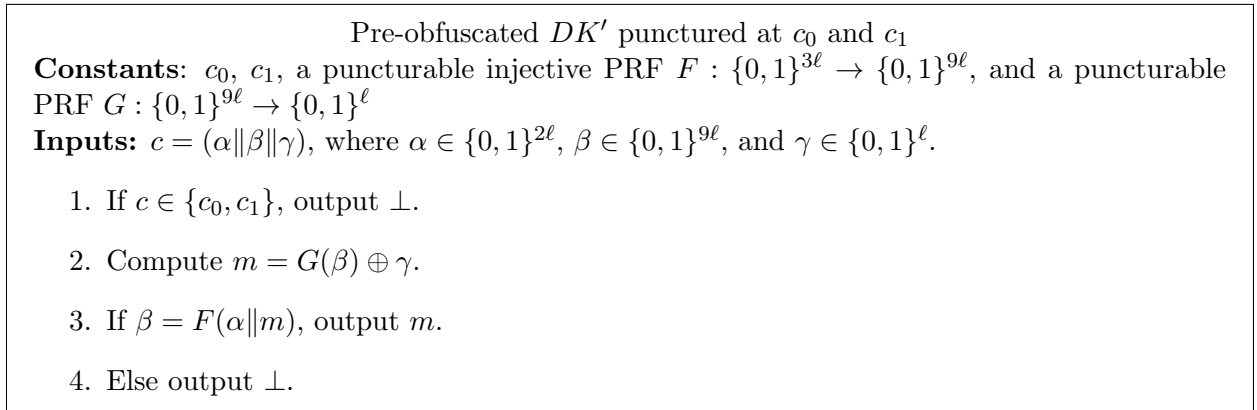 Pre-obfuscated DK′ punctured at c₀ and c₁
Constants: c₀, c₁, a puncturable injective PRF F : {0, 1}³ℓ → {0, 1}⁹ℓ, and a puncturable
PRF G : {0, 1}⁹ℓ → {0, 1}ℓ
Inputs: c = (α‖β‖γ), where α ∈ {0, 1}²ℓ, β ∈ {0, 1}⁹ℓ, and γ ∈ {0, 1}ℓ.
1. If c ∈ {c₀, c₁}, output ⊥.
2. Compute m = G(β) ⊕ γ.
3. If β = F(α‖m), output m.
4. Else output ⊥.